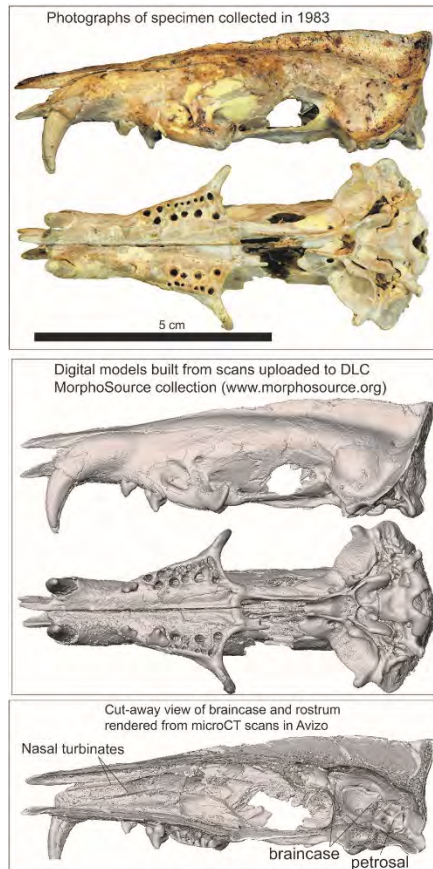 Photographs of specimen collected in 1983
5 cm
Digital models built from scans uploaded to DLC
MorphoSource collection (www.morphosource.org)
Cut-away view of braincase and rostrum
rendered from microCT scans in Avizo
Nasal turbinates
braincase
petrosal